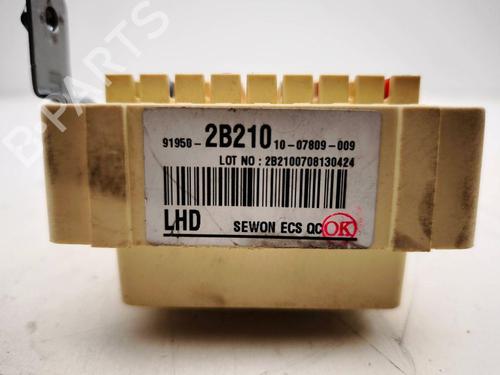 91950- 2B210 10-07809-009
LOT NO : 2B2100708130424
LHD SEWON ECS QC OK
B-PARTS